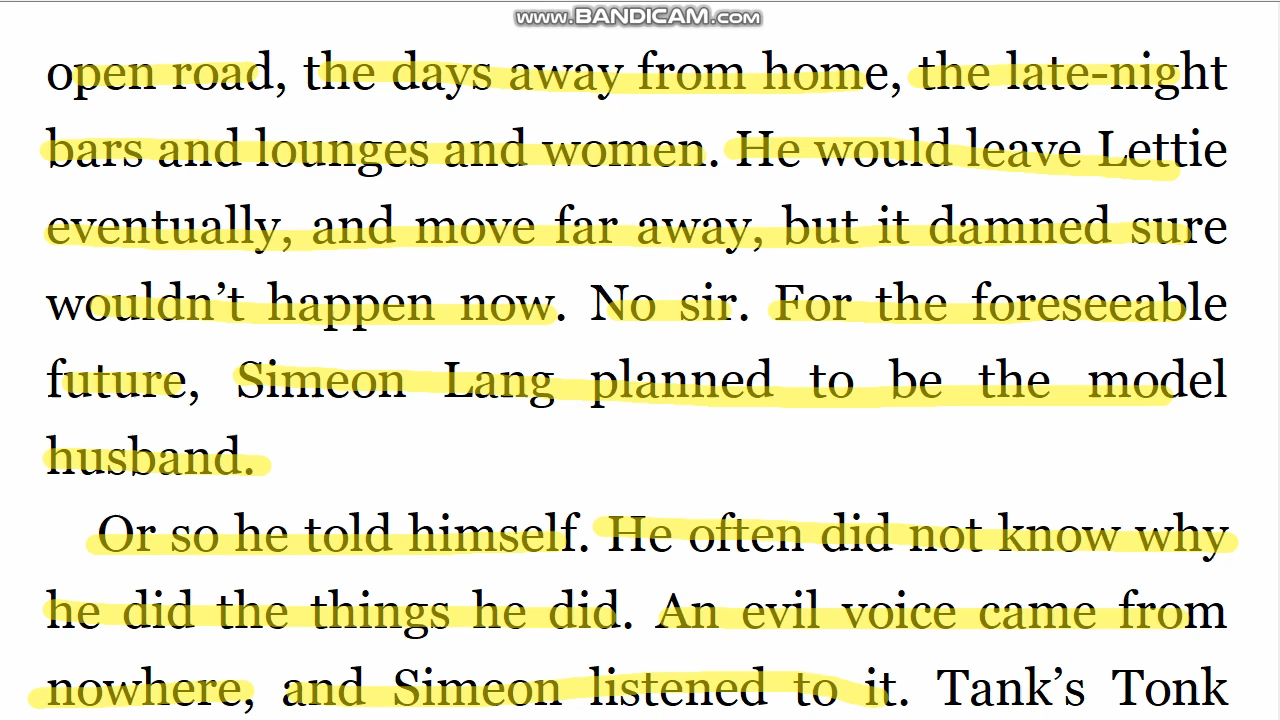 www.BANDICAM.com
open road, the days away from home, the late-night
bars and lounges and women. He would leave Lettie
eventually, and move far away, but it damned sure
wouldn’t happen now. No sir. For the foreseeable
future, Simeon Lang planned to be the model
husband.
Or so he told himself. He often did not know why
he did the things he did. An evil voice came from
nowhere, and Simeon listened to it. Tank’s Tonk